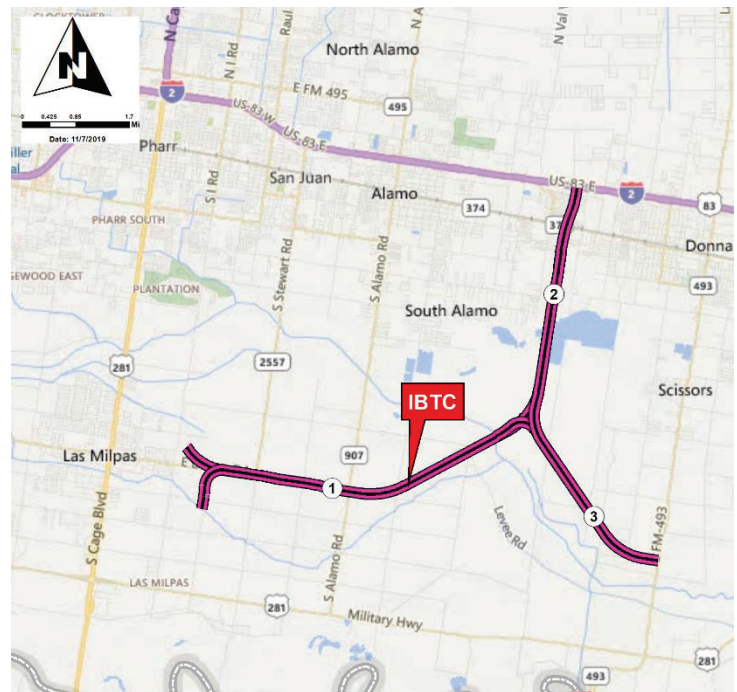 CLOCKTOWER
N
0 0.425 0.85 1.7
Mi
Date: 11/7/2019
N I Rd
North Alamo
E FM 495
495
2
US-83 W
US-83-E
Pharr
San Juan
Alamo
374
US-83 E
2
83
Donna
S I Rd
PHARR SOUTH
S Stewart Rd
S Alamo Rd
493
PLANTATION
2
South Alamo
281
2557
Scissors
IBTC
Las Milpas
907
1
S Cage Blvd
3
Levee Rd
FM-493
S Alamo Rd
LAS MILPAS
281
Military Hwy
281
493